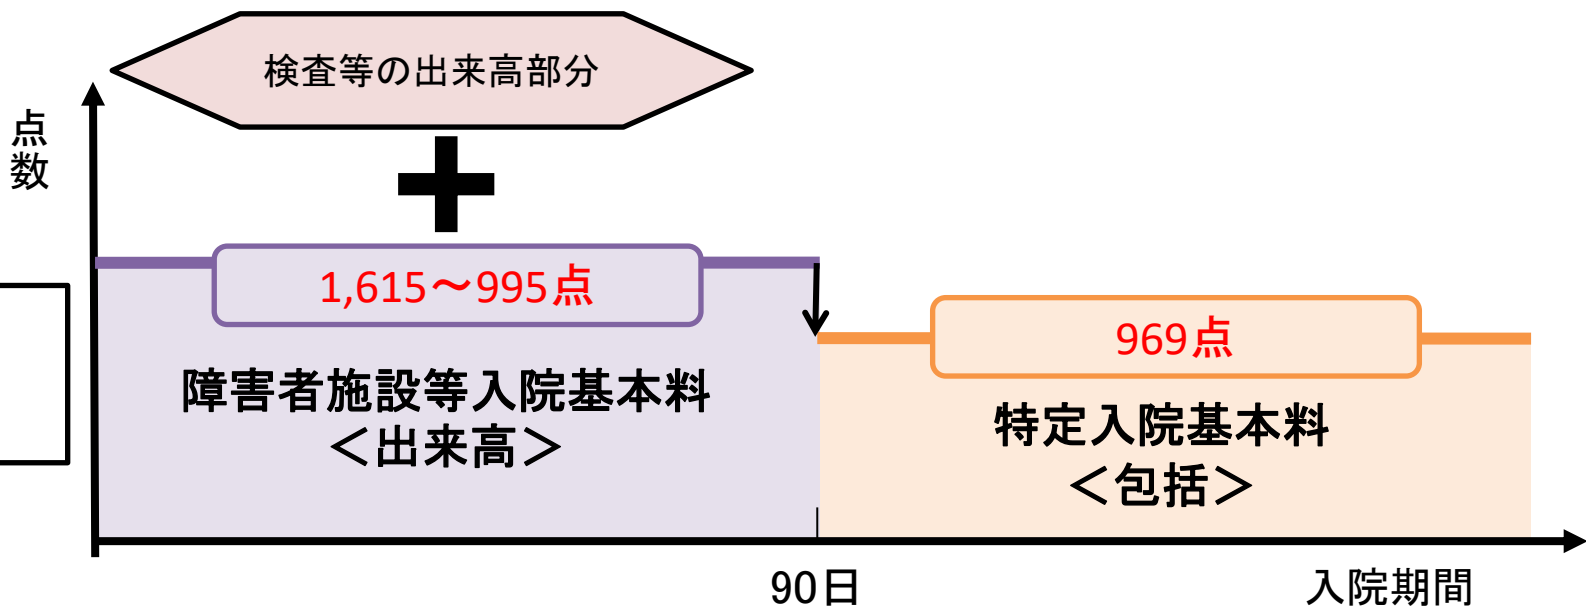 検査等の出来高部分
点数
1,615～995点
障害者施設等入院基本料
＜出来高＞
969点
特定入院基本料
＜包括＞
90日
入院期間